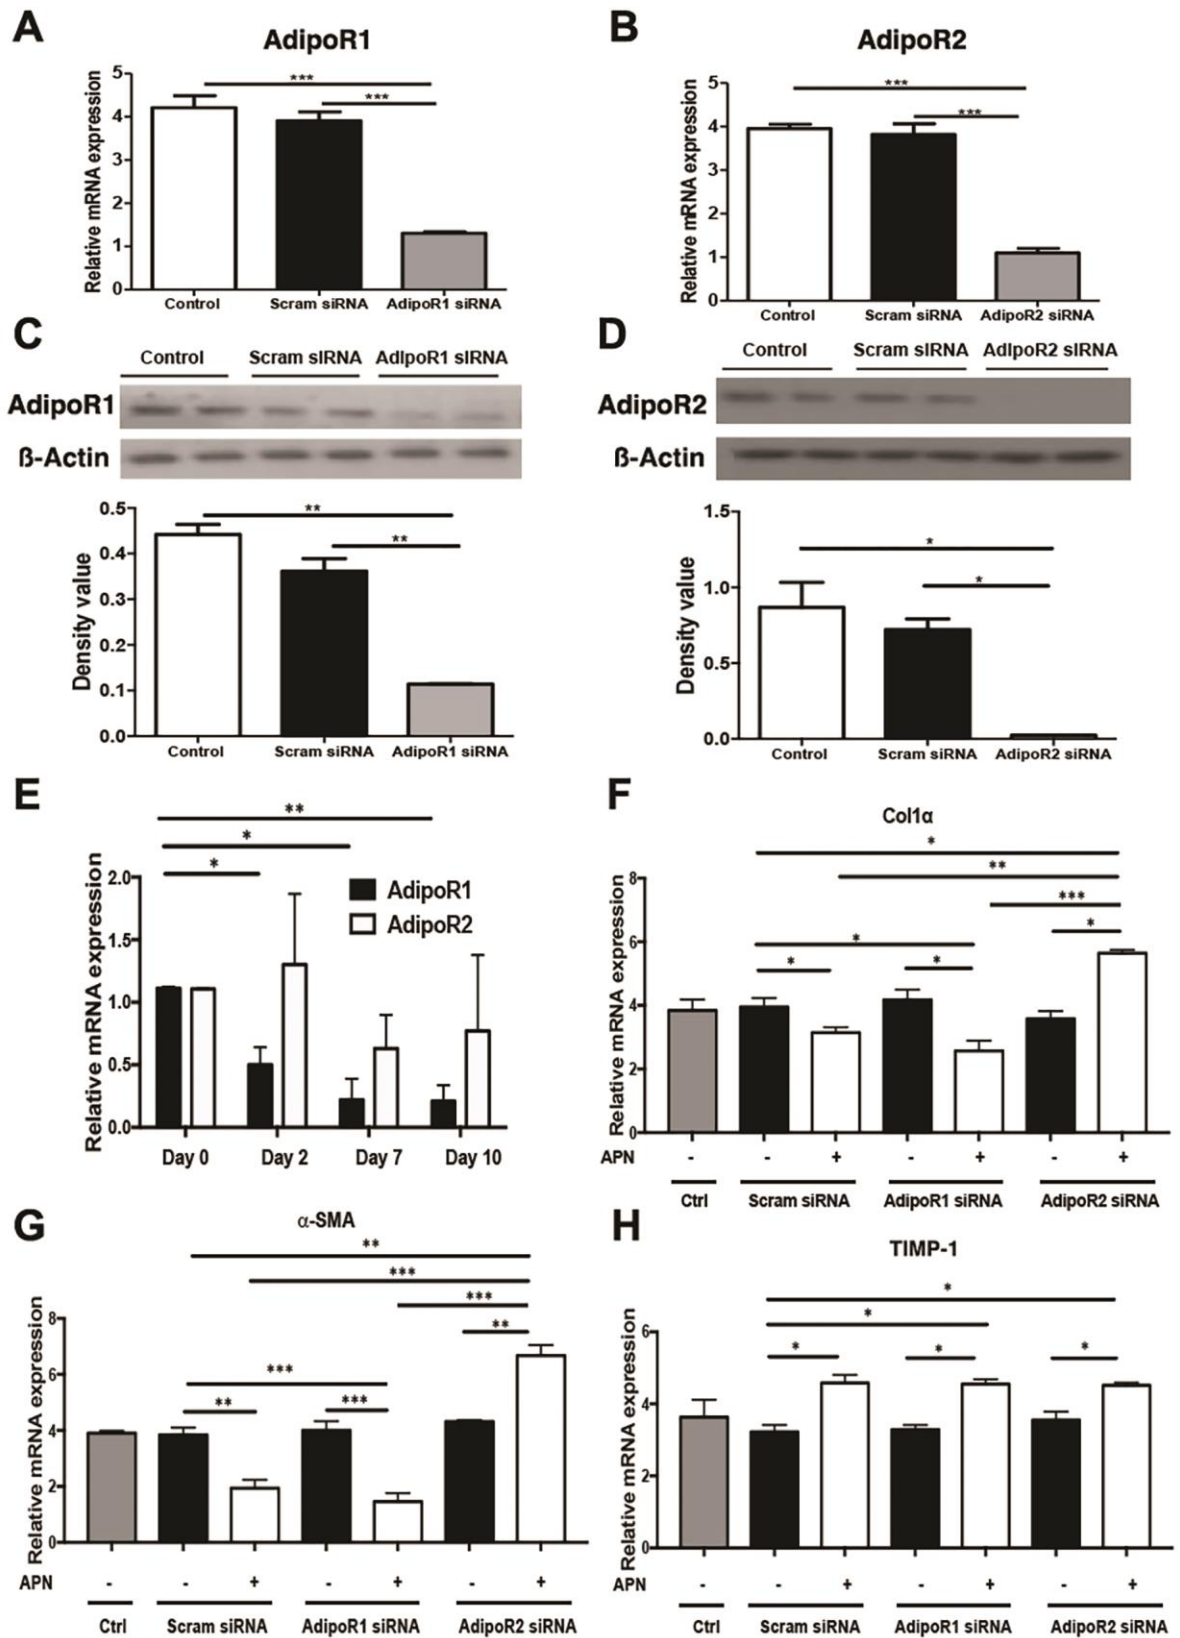 A
AdipoR1
Relative mRNA expression
5
4
3
2
1
0
***
***
Control
Scram siRNA
AdipoR1 siRNA
B
AdipoR2
Relative mRNA expression
5
4
3
2
1
0
***
***
Control
Scram siRNA
AdipoR2 siRNA
C
Control
Scram siRNA
AdipoR1 siRNA
AdipoR1
ß-Actin
Density value
0.5
0.4
0.3
0.2
0.1
0.0
**
**
Control
Scram siRNA
AdipoR1 siRNA
D
Control
Scram siRNA
AdipoR2 siRNA
AdipoR2
ß-Actin
Density value
1.5
1.0
0.5
0.0
*
*
Control
Scram siRNA
AdipoR2 siRNA
E
**
*
*
Relative mRNA expression
2.0
1.5
1.0
0.5
0.0
AdipoR1
AdipoR2
Day 0
Day 2
Day 7
Day 10
F
Col1α
*
**
***
*
*
*
*
Relative mRNA expression
8
6
4
2
0
APN - - + - + - +
Ctrl
Scram siRNA
AdipoR1 siRNA
AdipoR2 siRNA
G
α-SMA
**
***
***
**
***
**
***
Relative mRNA expression
8
6
4
2
0
APN - - + - + - +
Ctrl
Scram siRNA
AdipoR1 siRNA
AdipoR2 siRNA
H
TIMP-1
*
*
*
*
*
Relative mRNA expression
6
4
2
0
APN - - + - + - +
Ctrl
Scram siRNA
AdipoR1 siRNA
AdipoR2 siRNA